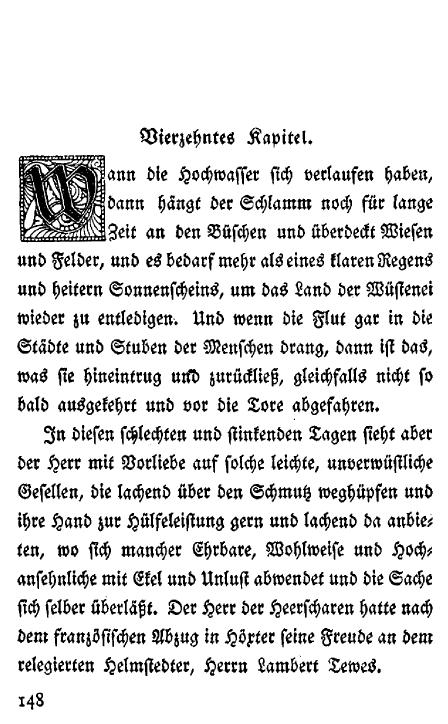 Vierzehntes Kapitel.
Wann die Hochwasser sich verlaufen haben,
dann hängt der Schlamm noch für lange
Zeit an den Büschen und überdeckt Wiesen
und Felder, und es bedarf mehr als eines klaren Regens
und heitern Sonnenscheins, um das Land der Wüstenei
wieder zu entledigen. Und wenn die Flut gar in die
Städte und Stuben der Menschen drang, dann ist das,
was sie hineintrug und zurückließ, gleichfalls nicht so
bald ausgekehrt und vor die Tore abgefahren.
In diesen schlechten und stinkenden Tagen sieht aber
der Herr mit Vorliebe auf solche leichte, unverwüstliche
Gesellen, die lachend über den Schmutz weghüpfen und
ihre Hand zur Hülfeleistung gern und lachend da anbie-
ten, wo sich mancher Ehrbare, Wohlweise und Hoch-
ansehnliche mit Ekel und Unlust abwendet und die Sache
sich selber überläßt. Der Herr der Heerscharen hatte nach
dem französischen Abzug in Höxter seine Freude an dem
relegierten Helmstedter, Herrn Lambert Tewes.
148